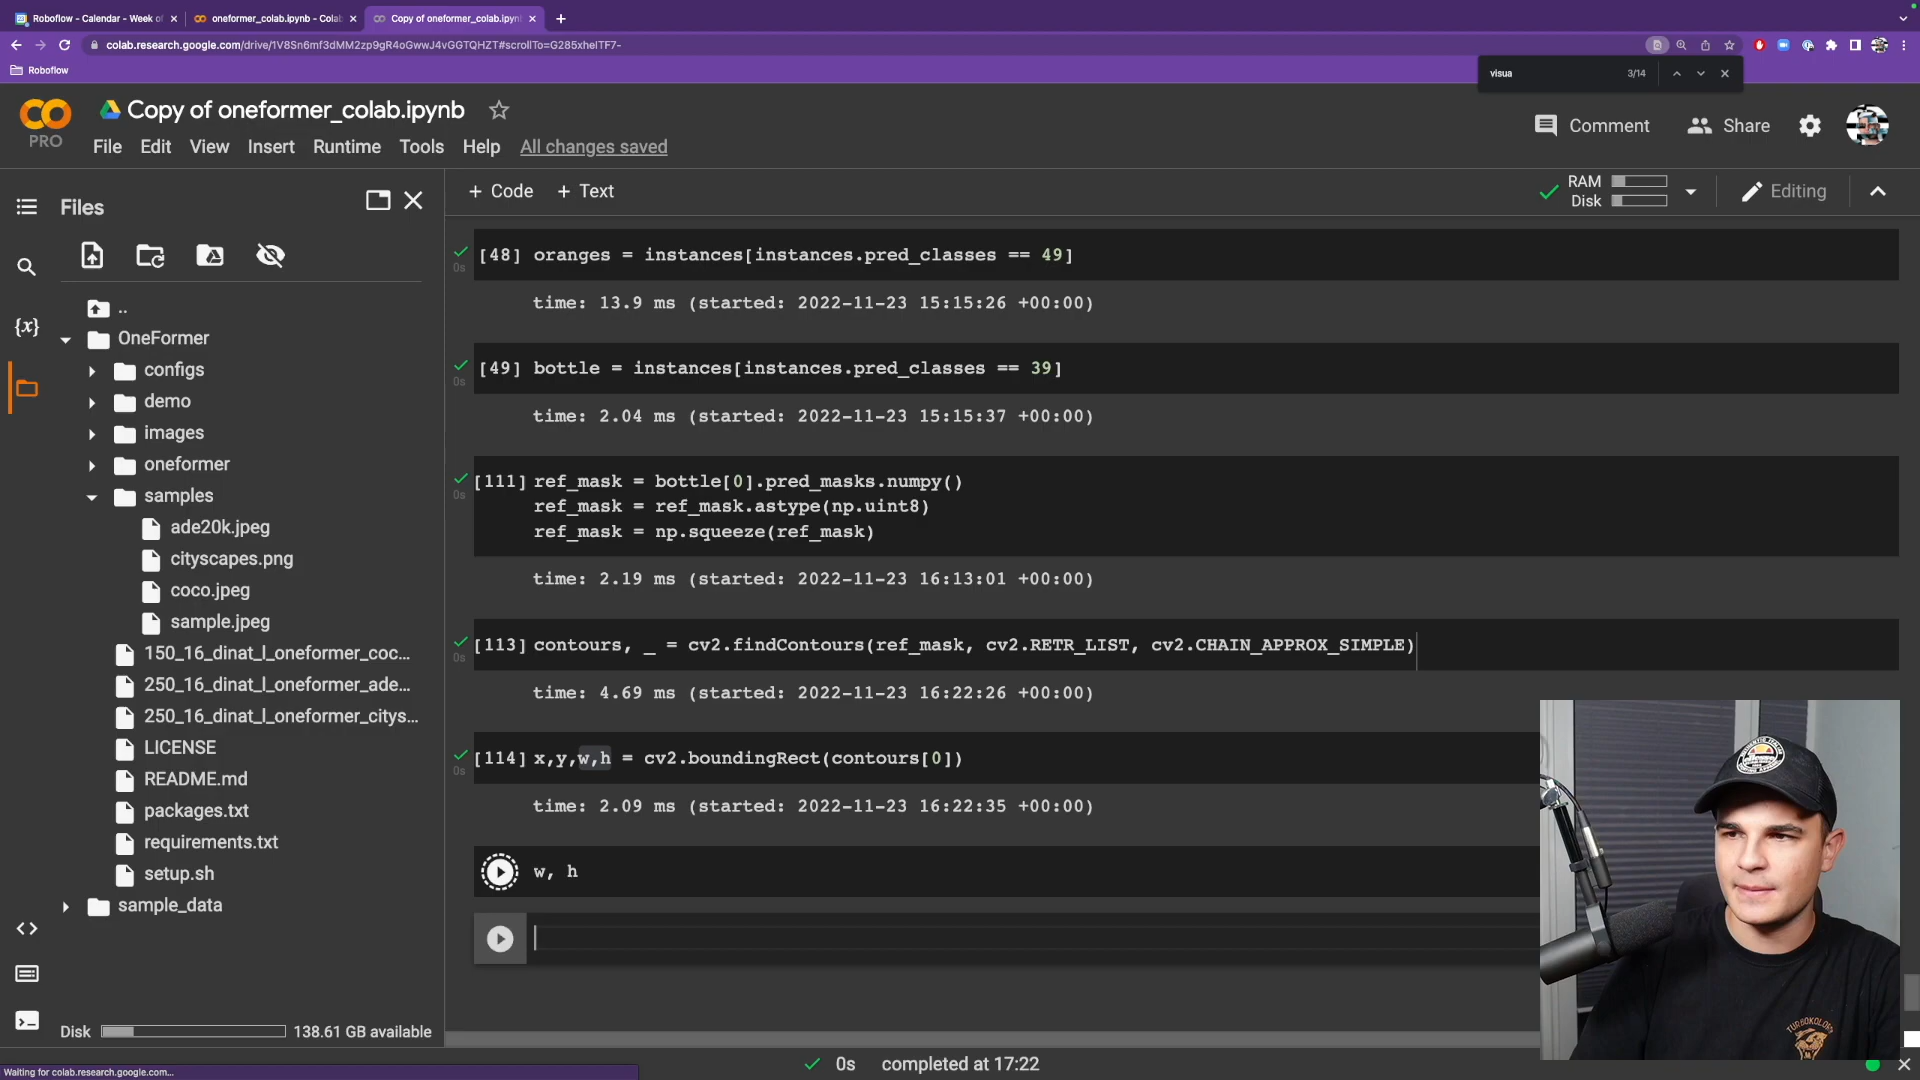 Roboflow - Calendar - Week of
oneformer_colab.ipynb - Colab
Copy of oneformer_colab.ipynb
colab.research.google.com/drive/1V8Sn6mf3dMM2zp9gR4oGwwJ4vGGTQHZT#scrollTo=G285xheITF7-
Roboflow
visua
3/14
PRO
Copy of oneformer_colab.ipynb
File Edit View Insert Runtime Tools Help All changes saved
Comment
Share
Files
+ Code + Text
RAM
Disk
Editing
..
OneFormer
configs
demo
images
oneformer
samples
ade20k.jpeg
cityscapes.png
coco.jpeg
sample.jpeg
150_16_dinat_l_oneformer_coc...
250_16_dinat_l_oneformer_ade...
250_16_dinat_l_oneformer_citys...
LICENSE
README.md
packages.txt
requirements.txt
setup.sh
sample_data
{x}
Disk 138.61 GB available
0s
[48] oranges = instances[instances.pred_classes == 49]
time: 13.9 ms (started: 2022-11-23 15:15:26 +00:00)
0s
[49] bottle = instances[instances.pred_classes == 39]
time: 2.04 ms (started: 2022-11-23 15:15:37 +00:00)
0s
[111] ref_mask = bottle[0].pred_masks.numpy()
ref_mask = ref_mask.astype(np.uint8)
ref_mask = np.squeeze(ref_mask)
time: 2.19 ms (started: 2022-11-23 16:13:01 +00:00)
0s
[113] contours, _ = cv2.findContours(ref_mask, cv2.RETR_LIST, cv2.CHAIN_APPROX_SIMPLE)
time: 4.69 ms (started: 2022-11-23 16:22:26 +00:00)
0s
[114] x,y,w,h = cv2.boundingRect(contours[0])
time: 2.09 ms (started: 2022-11-23 16:22:35 +00:00)
w, h
TURBOKOLOR
0s completed at 17:22
Waiting for colab.research.google.com...